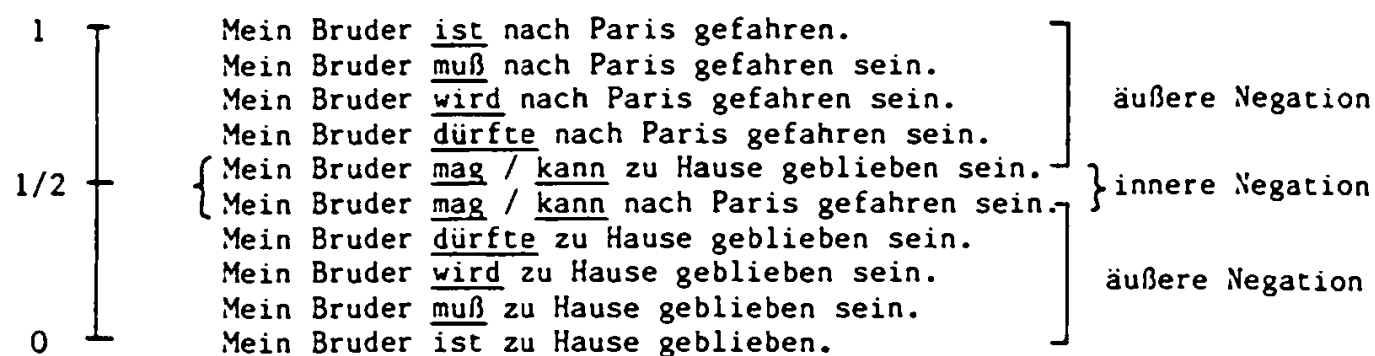 1 Mein Bruder ist nach Paris gefahren.
Mein Bruder muß nach Paris gefahren sein.
Mein Bruder wird nach Paris gefahren sein. äußere Negation
Mein Bruder dürfte nach Paris gefahren sein.
Mein Bruder mag / kann zu Hause geblieben sein.
1/2 innere Negation
Mein Bruder mag / kann nach Paris gefahren sein.
Mein Bruder dürfte zu Hause geblieben sein.
Mein Bruder wird zu Hause geblieben sein. äußere Negation
Mein Bruder muß zu Hause geblieben sein.
0 Mein Bruder ist zu Hause geblieben.